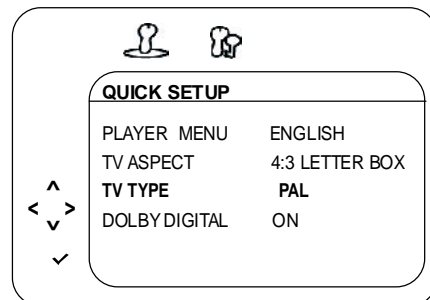 QUICK SETUP
PLAYER MENU ENGLISH
TV ASPECT 4:3 LETTER BOX
TV TYPE PAL
DOLBY DIGITAL ON